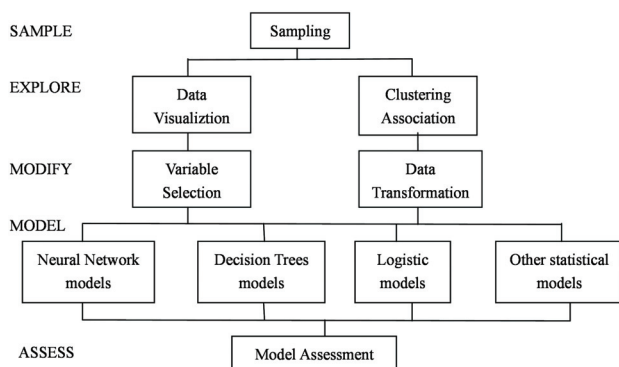 SAMPLE
Sampling
EXPLORE
Data
Visualiztion
Clustering
Association
MODIFY
Variable
Selection
Data
Transformation
MODEL
Neural Network
models
Decision Trees
models
Logistic
models
Other statistical
models
ASSESS
Model Assessment